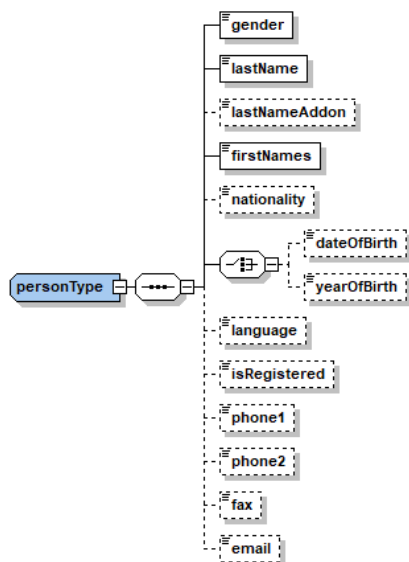 gender
lastName
lastNameAddon
firstNames
nationality
dateOfBirth
personType
yearOfBirth
language
isRegistered
phone1
phone2
fax
email